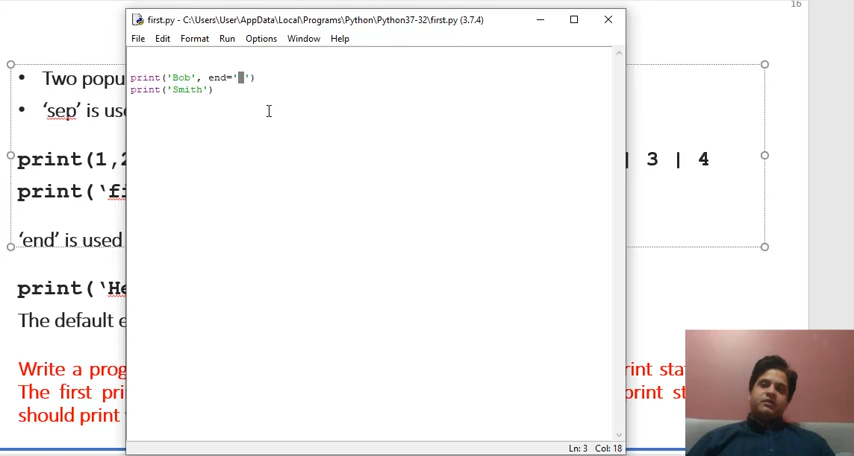 16
first.py - C:\Users\User\AppData\Local\Programs\Python\Python37-32\first.py (3.7.4)
File Edit Format Run Options Window Help
print('Bob', end=' ')
print('Smith')
• Two popu
• ‘sep’ is use
print(1,2 | 3 | 4
print(‘fi
‘end’ is used
print(‘He
The default e
Write a prog rint sta
The first pri print st
should print
Ln: 3 Col: 18